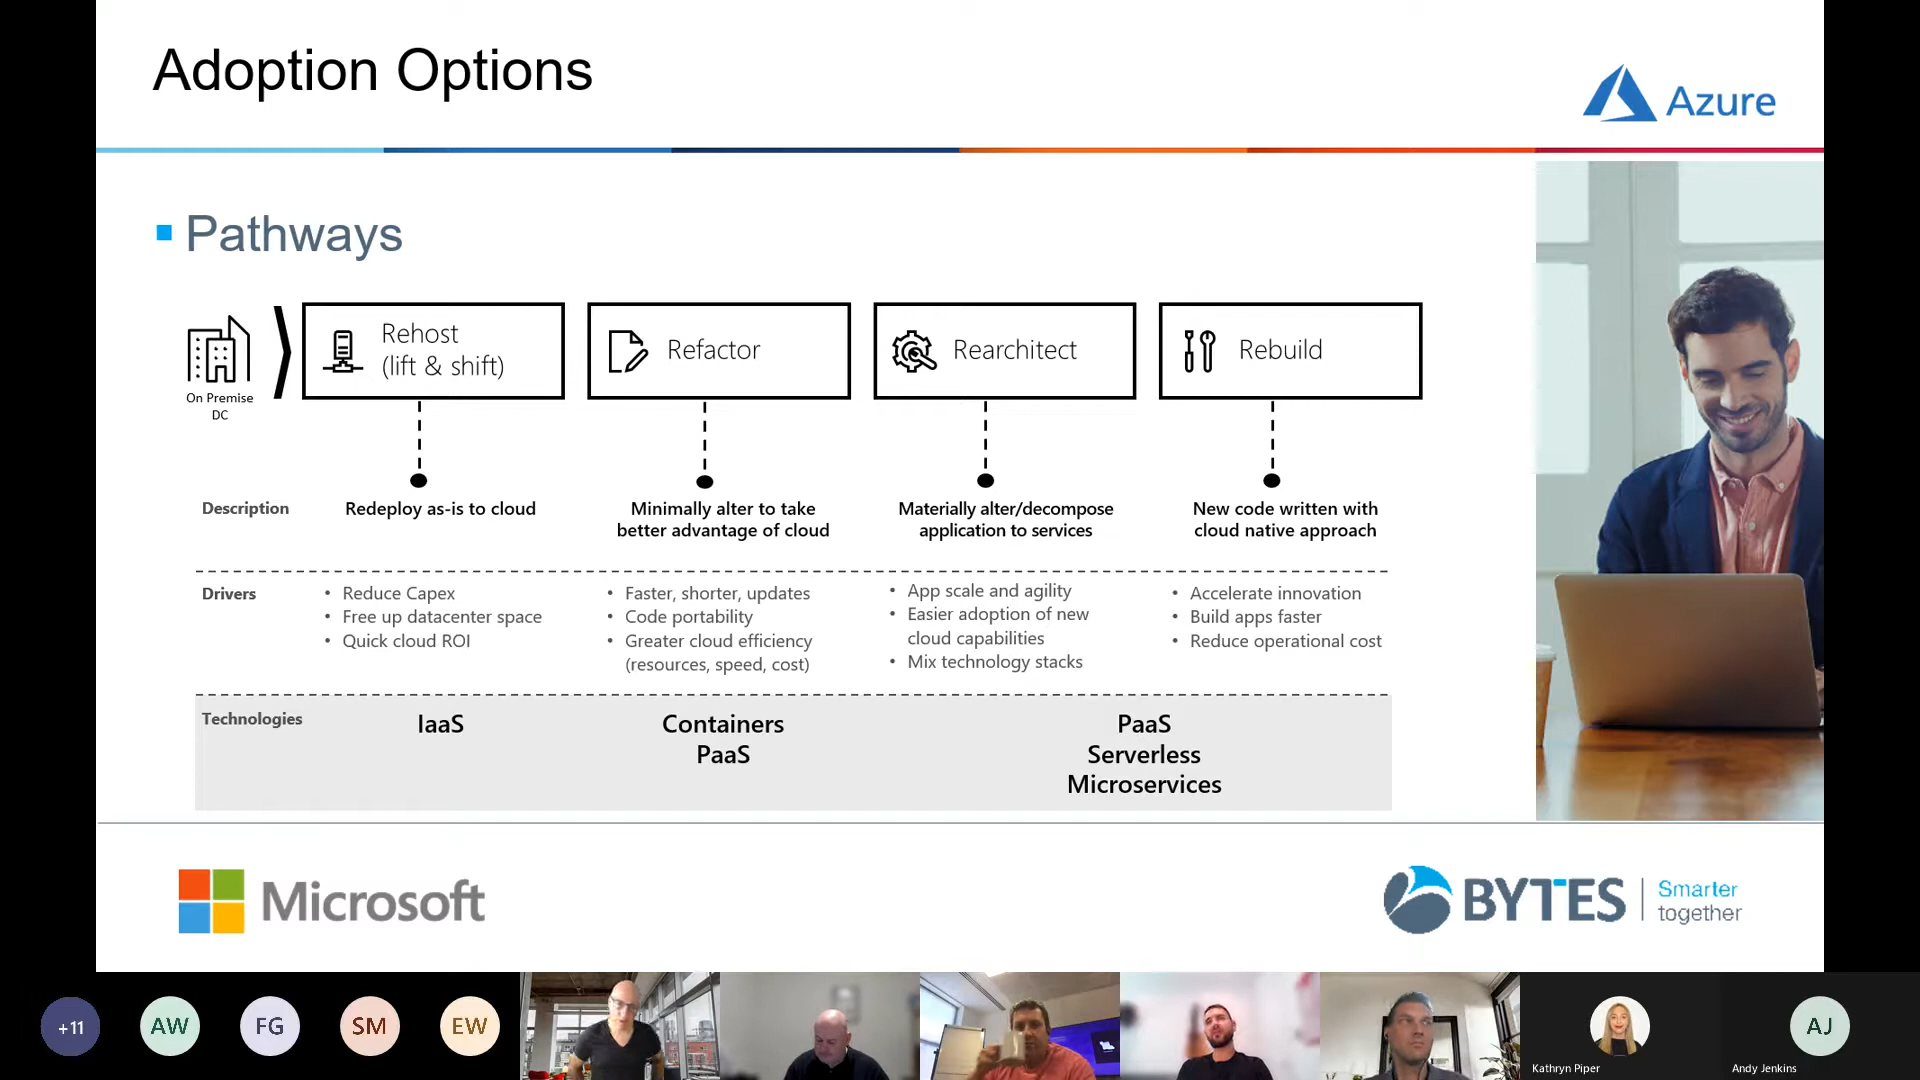 Adoption Options
Azure
Pathways
On Premise
DC
Rehost
(lift & shift)
Refactor
Rearchitect
Rebuild
Description
Redeploy as-is to cloud
Minimally alter to take
better advantage of cloud
Materially alter/decompose
application to services
New code written with
cloud native approach
Drivers
• Reduce Capex
• Free up datacenter space
• Quick cloud ROI
• Faster, shorter, updates
• Code portability
• Greater cloud efficiency
(resources, speed, cost)
• App scale and agility
• Easier adoption of new
cloud capabilities
• Mix technology stacks
• Accelerate innovation
• Build apps faster
• Reduce operational cost
Technologies
IaaS
Containers
PaaS
PaaS
Serverless
Microservices
Microsoft
BYTES
Smarter
together
+11
AW
FG
SM
EW
Kathryn Piper
AJ
Andy Jenkins